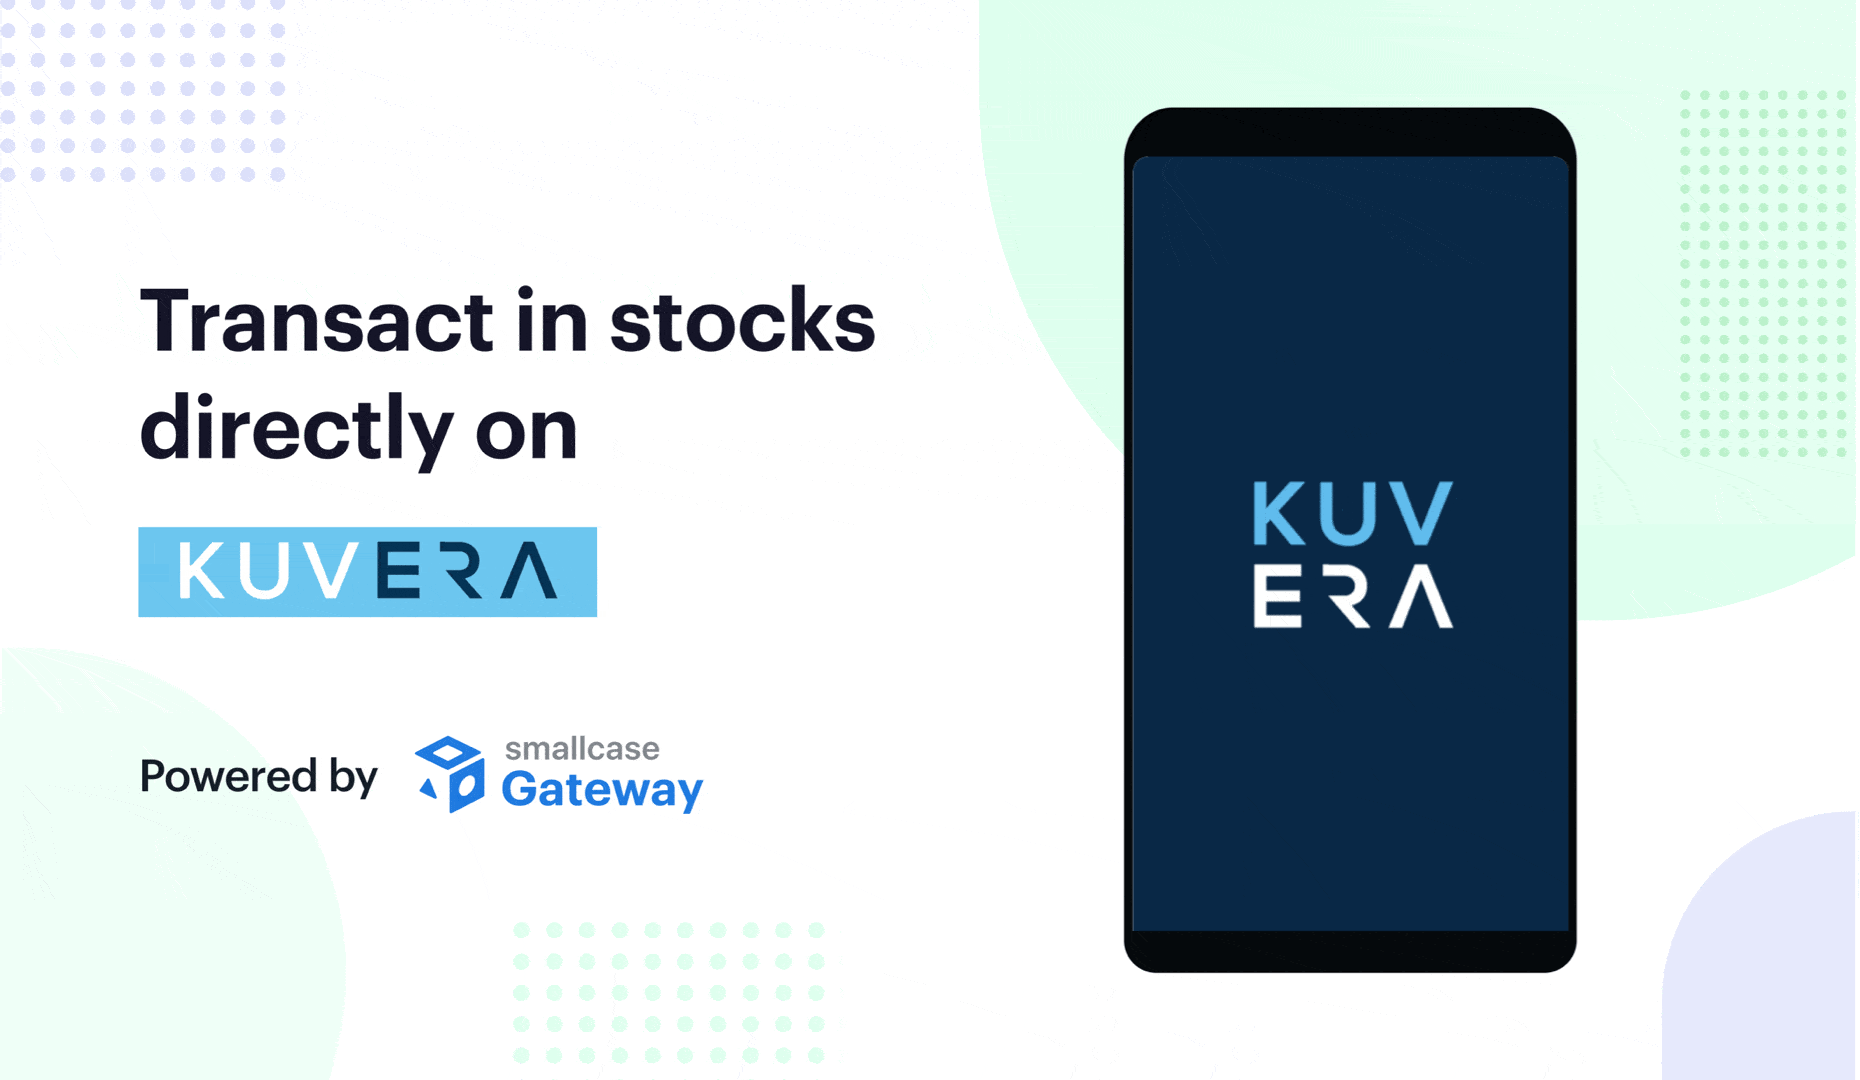 Transact in stocks
directly on
KUVERA
Powered by
smallcase
Gateway
KUV
ERA